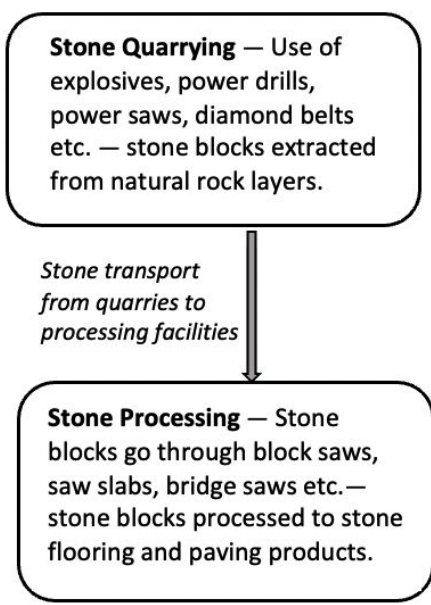 Stone Quarrying — Use of
explosives, power drills,
power saws, diamond belts
etc. — stone blocks extracted
from natural rock layers.
Stone transport
from quarries to
processing facilities
Stone Processing — Stone
blocks go through block saws,
saw slabs, bridge saws etc.—
stone blocks processed to stone
flooring and paving products.